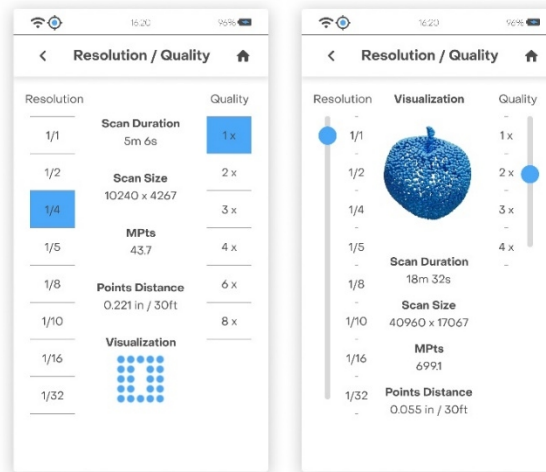 16:20
96%
Resolution / Quality
Resolution
Quality
1/1
1/2
1/4
1/5
1/8
1/10
1/16
1/32
Scan Duration
5m 6s
Scan Size
10240 x 4267
MPts
43.7
Points Distance
0.221 in / 30ft
Visualization
1 x
2 x
3 x
4 x
6 x
8 x
16:20
96%
Resolution / Quality
Resolution
Visualization
Quality
1/1
1/2
1/4
1/5
1/8
1/10
1/16
1/32
Scan Duration
18m 32s
Scan Size
40960 x 17067
MPts
699.1
Points Distance
0.055 in / 30ft
1 x
2 x
3 x
4 x